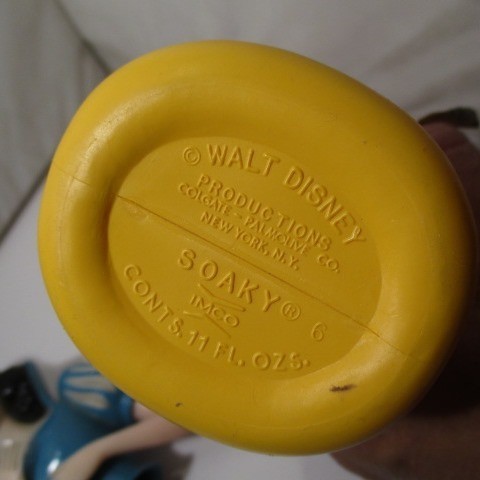 © WALT DISNEY
PRODUCTIONS
COLGATE - PALMOLIVE CO.
NEW YORK, N.Y.
SOAKY® 6
IMCO
CONTS. 11 FL. OZS.